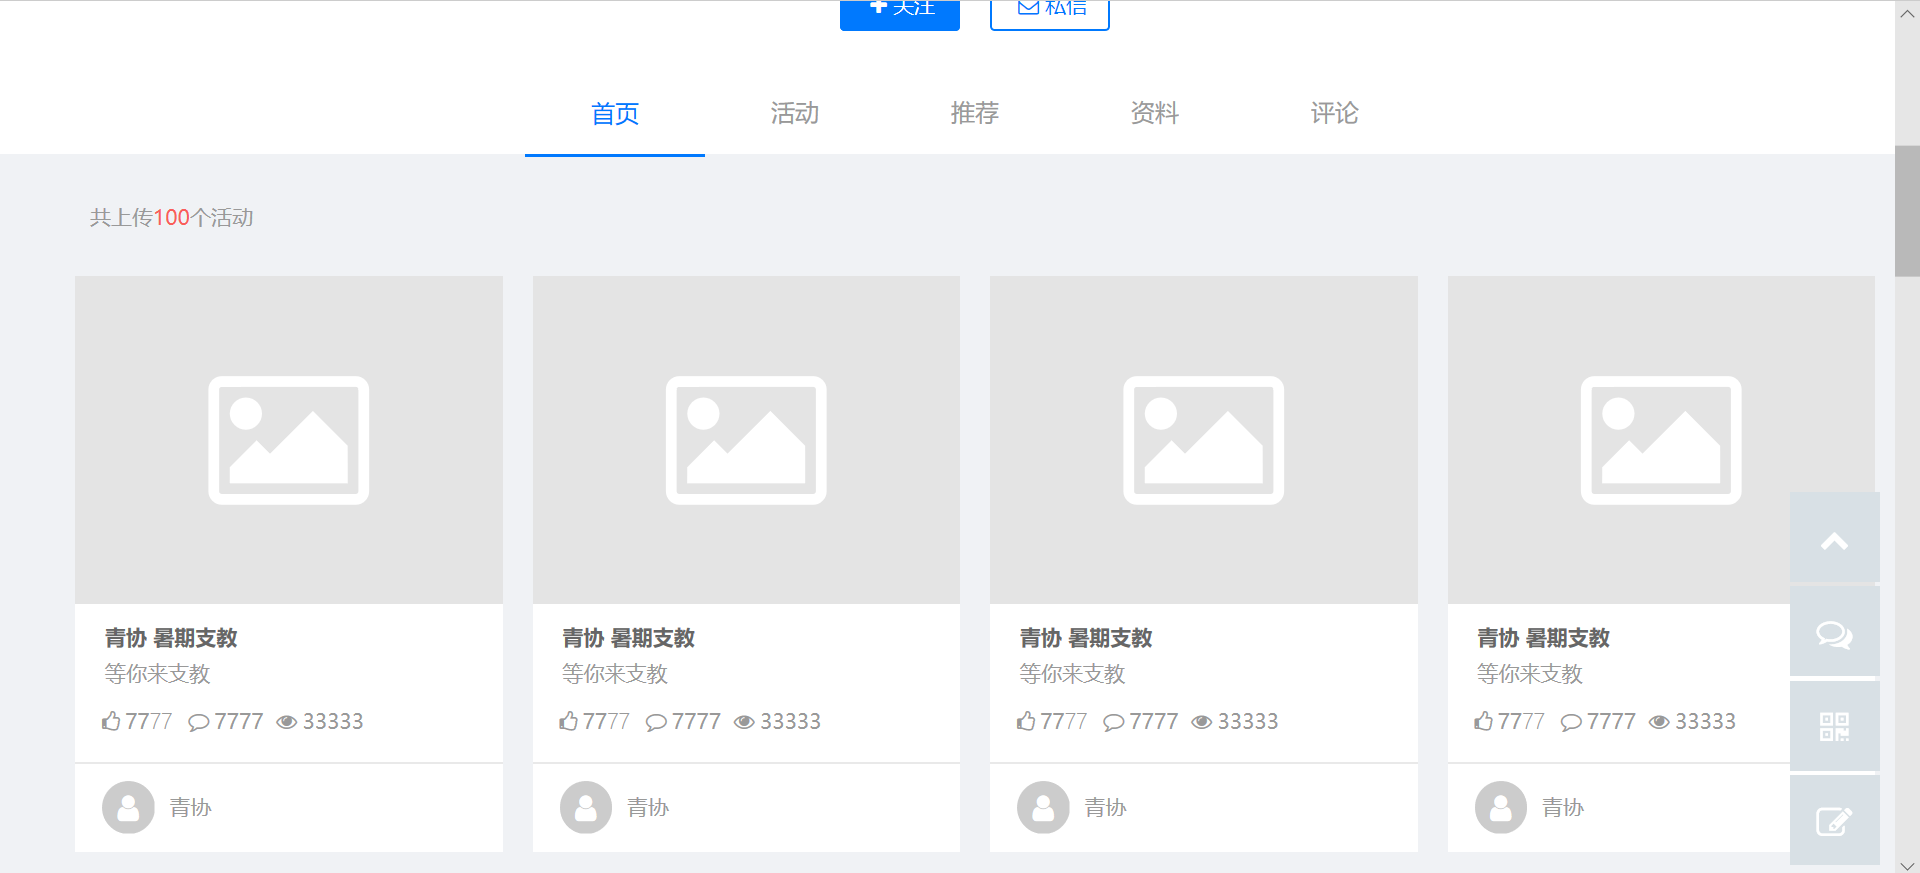 关注 私信
首页 活动 推荐 资料 评论
共上传100个活动
青协 暑期支教 青协 暑期支教 青协 暑期支教 青协 暑期支教
等你来支教 等你来支教 等你来支教 等你来支教
7777 7777 33333 7777 7777 33333 7777 7777 33333 7777 7777 33333
青协 青协 青协 青协